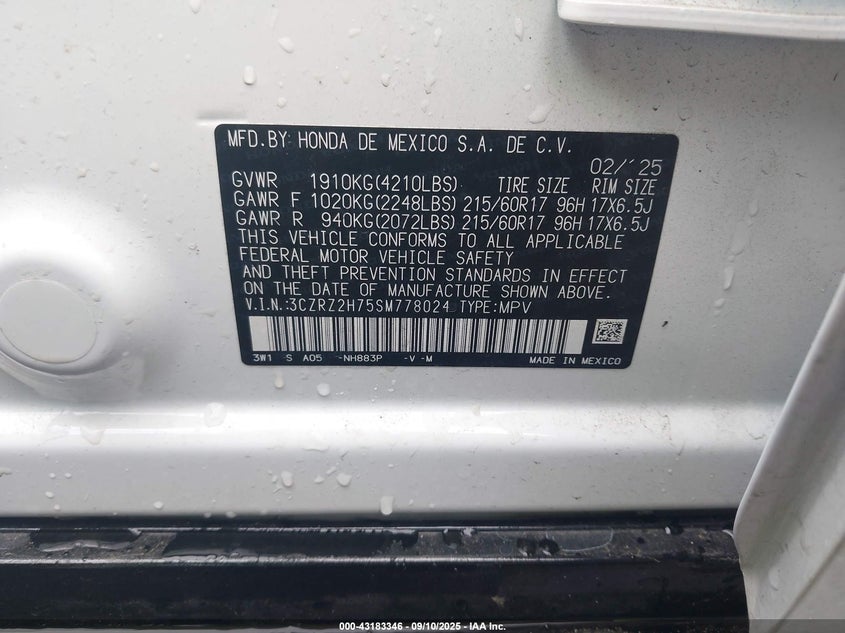 MFD.BY HONDA DE MEXICO S.A. DE C.V.
02/'25
GVWR 1910KG(4210LBS) TIRE SIZE RIM SIZE
GAWR F 1020KG(2248LBS) 215/60R17 96H 17X6.5J
GAWR R 940KG(2072LBS) 215/60R17 96H 17X6.5J
THIS VEHICLE CONFORMS TO ALL APPLICABLE
FEDERAL MOTOR VEHICLE SAFETY
AND THEFT PREVENTION STANDARDS IN EFFECT
ON THE DATE OF MANUFACTURE SHOWN ABOVE.
V.I.N.:3CZRZ2H75SM778024 TYPE:MPV
3W1 S A05 -NH883P -V -M MADE IN MEXICO
000-43183346 - 09/10/2025 - IAA Inc.